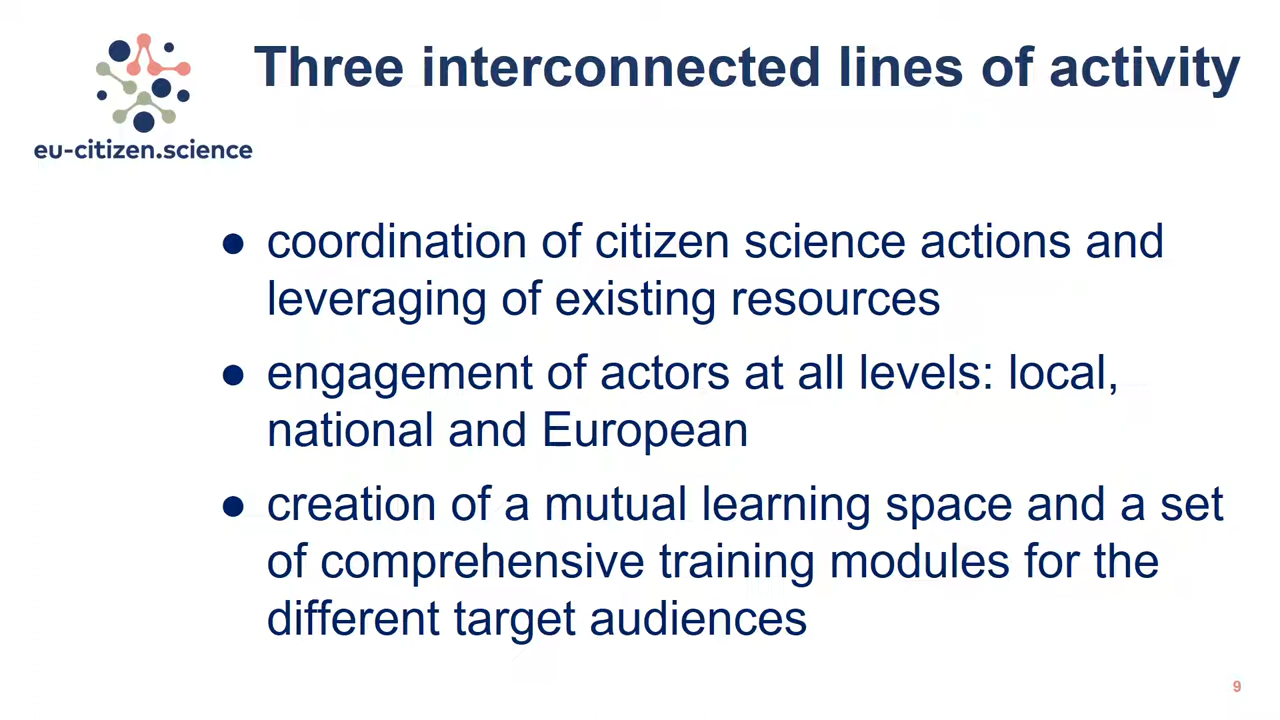 Three interconnected lines of activity
eu-citizen.science
● coordination of citizen science actions and
leveraging of existing resources
● engagement of actors at all levels: local,
national and European
● creation of a mutual learning space and a set
of comprehensive training modules for the
different target audiences
9